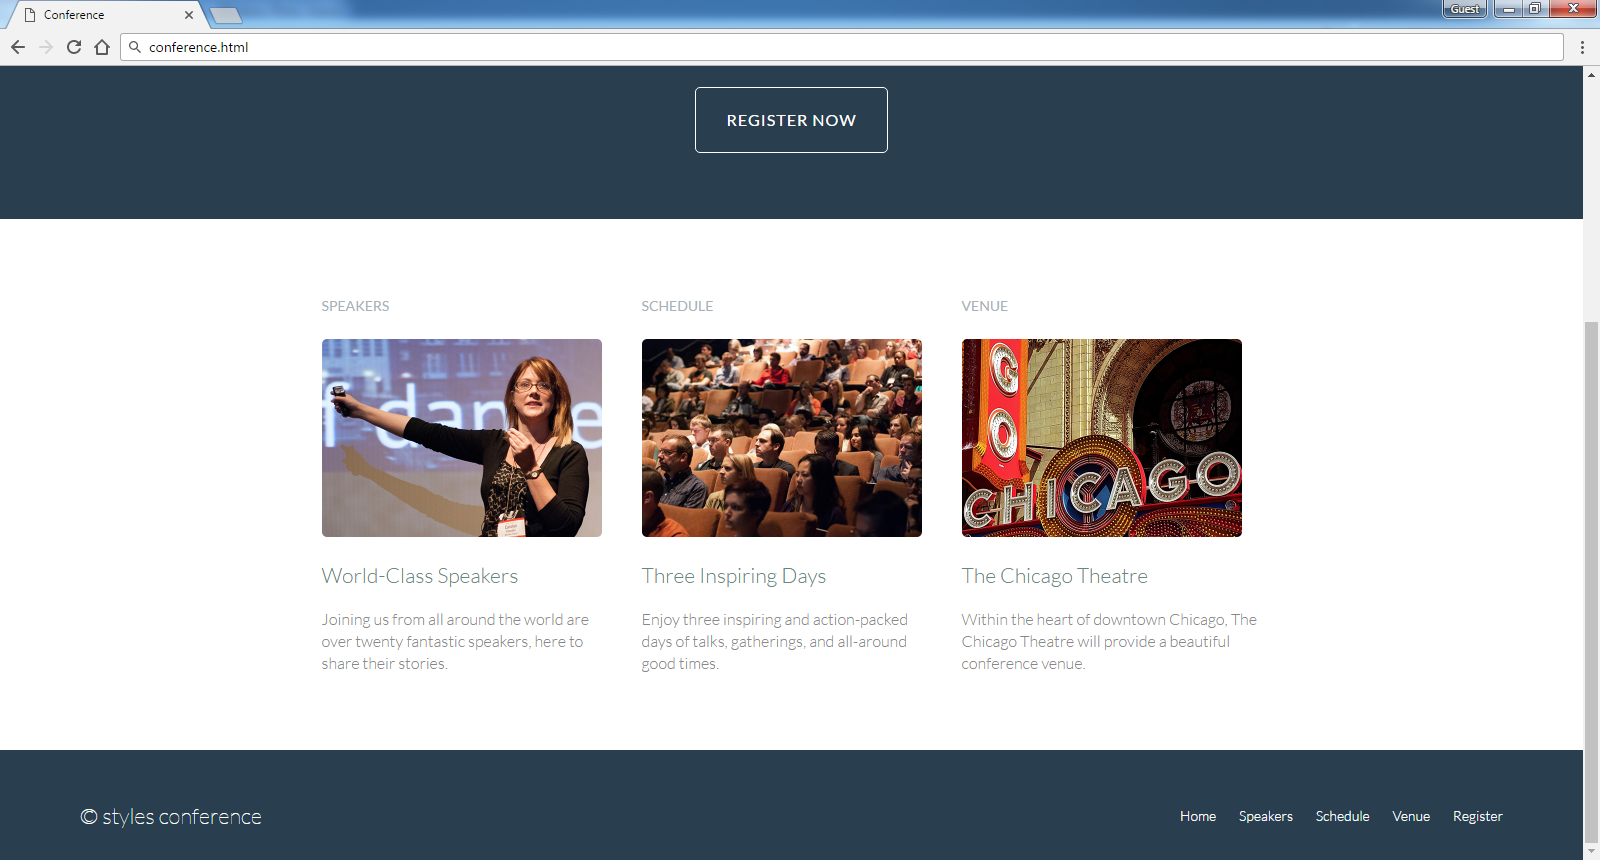 Conference
Guest
conference.html
REGISTER NOW
SPEAKERS
SCHEDULE
VENUE
GO
CHICAGO
World-Class Speakers
Three Inspiring Days
The Chicago Theatre
Joining us from all around the world are
over twenty fantastic speakers, here to
share their stories.
Enjoy three inspiring and action-packed
days of talks, gatherings, and all-around
good times.
Within the heart of downtown Chicago, The
Chicago Theatre will provide a beautiful
conference venue.
© styles conference
Home Speakers Schedule Venue Register